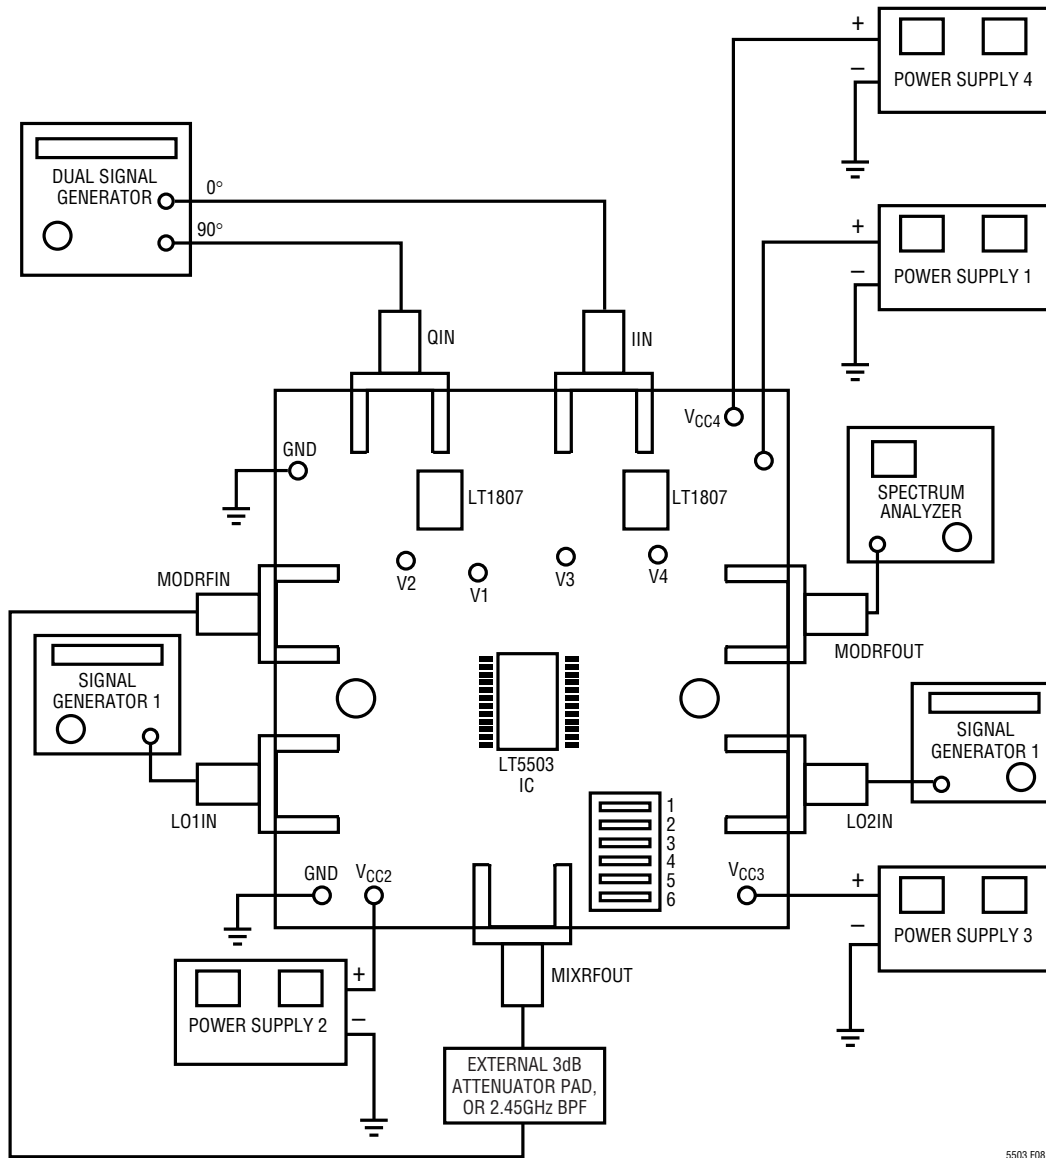 +
−
POWER SUPPLY 4
DUAL SIGNAL
GENERATOR
0°
90°
+
−
POWER SUPPLY 1
QIN
IIN
VCC4
GND
LT1807
LT1807
SPECTRUM
ANALYZER
V2
V1
V3
V4
MODRFIN
MODRFOUT
SIGNAL
GENERATOR 1
SIGNAL
GENERATOR 1
LT5503
IC
LO1IN
LO2IN
1
2
3
4
5
6
GND
VCC2
VCC3
+
−
POWER SUPPLY 3
MIXRFOUT
+
−
POWER SUPPLY 2
EXTERNAL 3dB
ATTENUATOR PAD,
OR 2.45GHz BPF
5503 F08